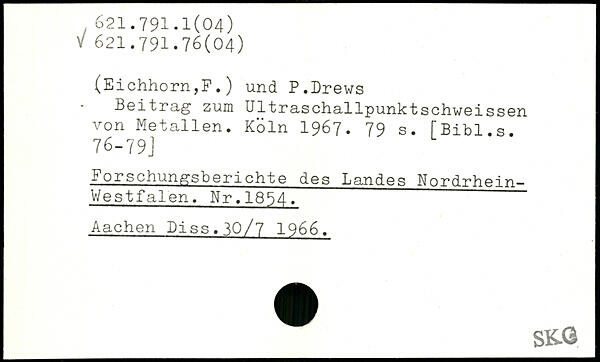 621.791.1(04)
√ 621.791.76(04)
(Eichhorn,F.) und P.Drews
Beitrag zum Ultraschallpunktschweissen
von Metallen. Köln 1967. 79 s. [Bibl.s.
76-79]
Forschungsberichte des Landes Nordrhein-
Westfalen. Nr.1854.
Aachen Diss.30/7 1966.
SKG